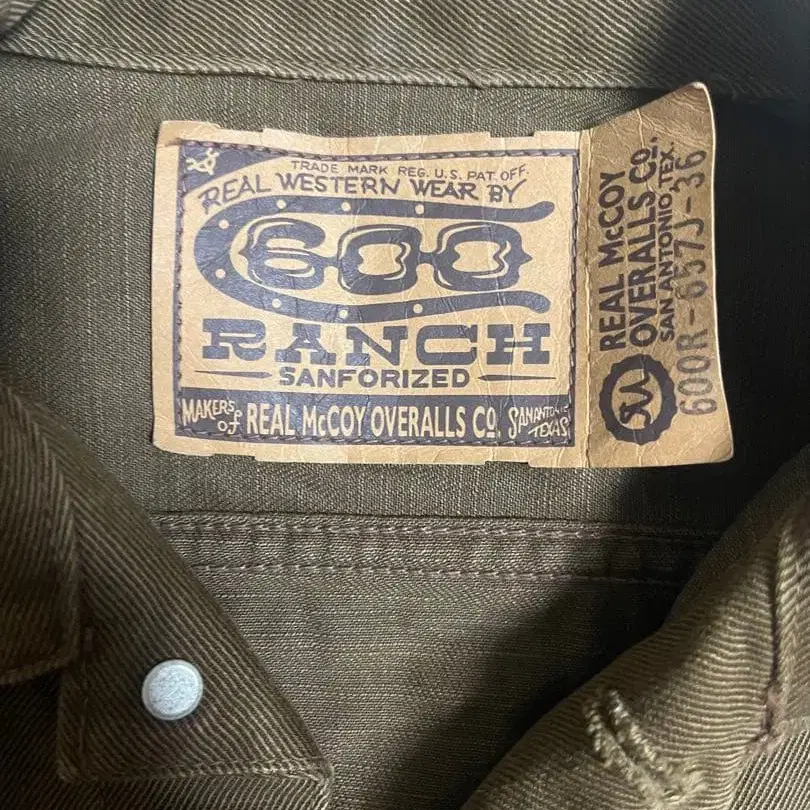 TRADE MARK REG. U.S. PAT. OFF.
REAL WESTERN WEAR BY
600
RANCH
SANFORIZED
MAKERS of REAL McCOY OVERALLS Co. SAN ANTONIO TEXAS
REAL McCOY
OVERALLS Co.
SAN ANTONIO, TEX.
600R-657J-36